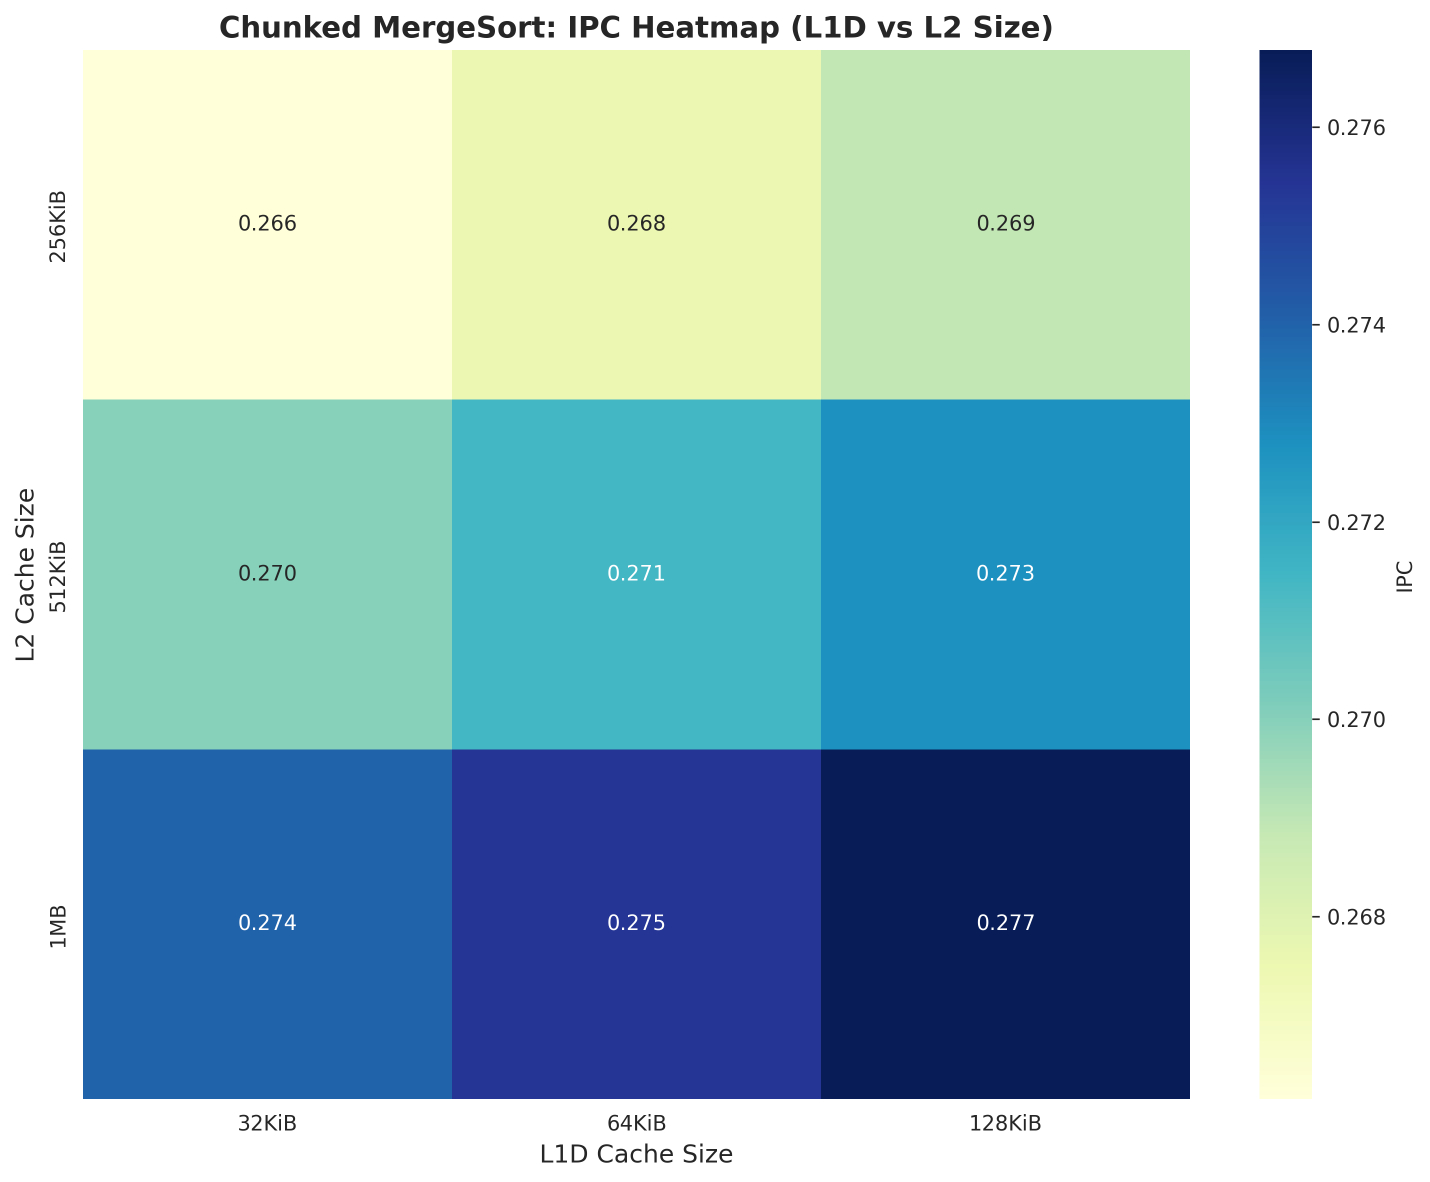 Chunked MergeSort: IPC Heatmap (L1D vs L2 Size)
L2 Cache Size
256KiB
512KiB
1MB
0.266 0.268 0.269
0.270 0.271 0.273
0.274 0.275 0.277
32KiB 64KiB 128KiB
L1D Cache Size
0.276
0.274
0.272
0.270
0.268
IPC